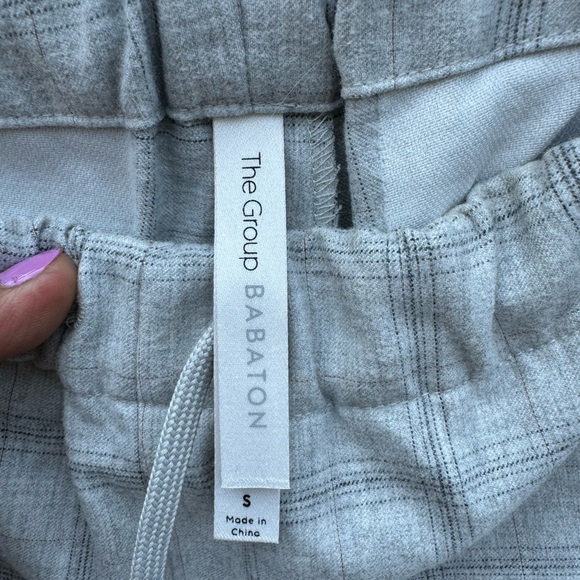 The Group BABATON
S
Made in
China